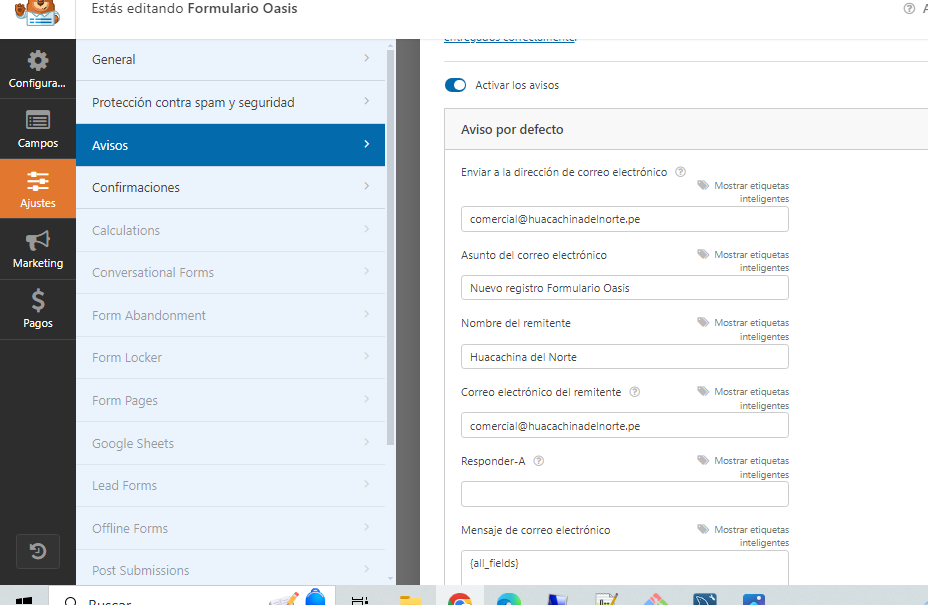 Estás editando Formulario Oasis
Configura...
Campos
Ajustes
Marketing
Pagos
General
Protección contra spam y seguridad
Avisos
Confirmaciones
Calculations
Conversational Forms
Form Abandonment
Form Locker
Form Pages
Google Sheets
Lead Forms
Offline Forms
Post Submissions
entregados correctamente.
Activar los avisos
Aviso por defecto
Enviar a la dirección de correo electrónico
Mostrar etiquetas
inteligentes
comercial@huacachinadelnorte.pe
Asunto del correo electrónico
Mostrar etiquetas
inteligentes
Nuevo registro Formulario Oasis
Nombre del remitente
Mostrar etiquetas
inteligentes
Huacachina del Norte
Correo electrónico del remitente
Mostrar etiquetas
inteligentes
comercial@huacachinadelnorte.pe
Responder-A
Mostrar etiquetas
inteligentes
Mensaje de correo electrónico
Mostrar etiquetas
inteligentes
{all_fields}
Buscar